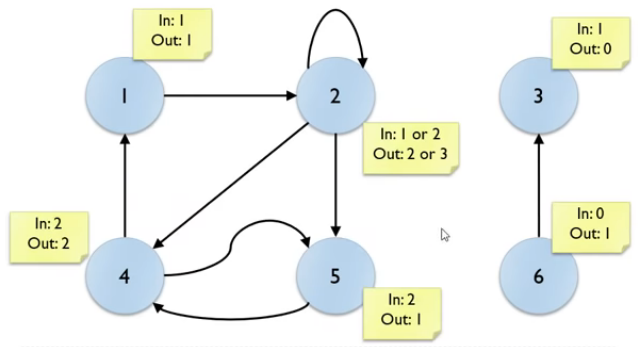 In: 1
Out: 1
In: 1
Out: 0
1
2
3
In: 1 or 2
Out: 2 or 3
In: 2
Out: 2
In: 0
Out: 1
4
5
6
In: 2
Out: 1